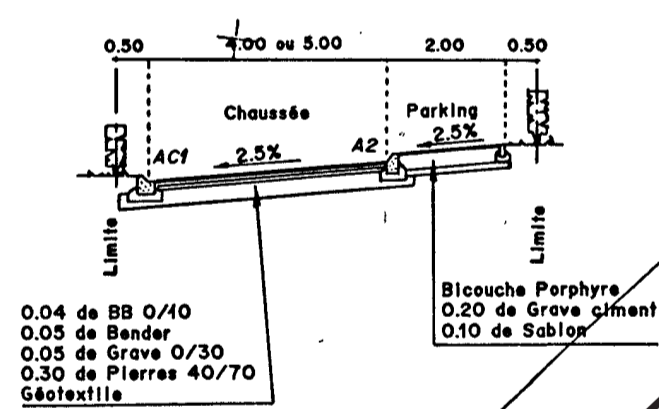 0.50 4.00 ou 5.00 2.00 0.50
Chaussée Parking
AC1 2.5% A2 2.5%
Limite Limite
0.04 de BB 0/10
0.05 de Bender
0.05 de Grave 0/30
0.30 de Pierres 40/70
Géotextile
Bicouche Porphyre
0.20 de Grave ciment
0.10 de Sablon